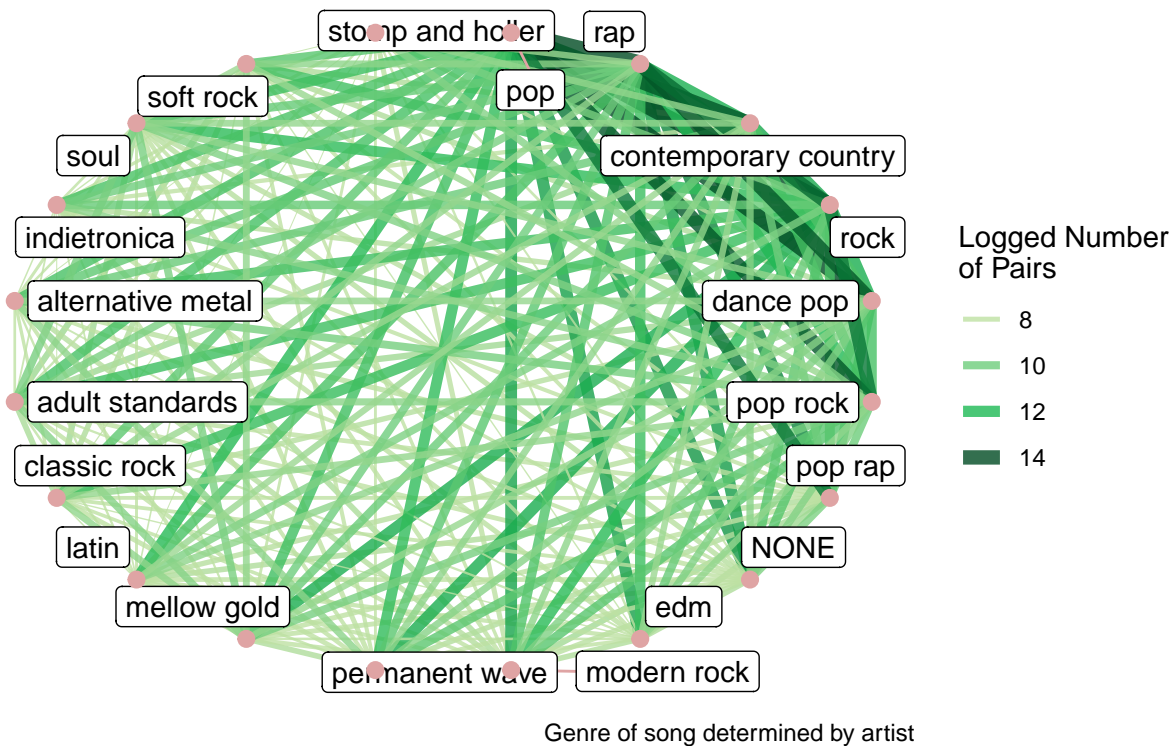 stomp and holler
rap
soft rock
pop
soul
contemporary country
indietronica
rock
alternative metal
dance pop
adult standards
pop rock
classic rock
pop rap
latin
NONE
mellow gold
edm
permanent wave
modern rock
Logged Number
of Pairs
8
10
12
14
Genre of song determined by artist